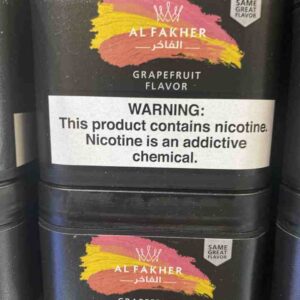 SAME
GREAT
FLAVOR
AL FAKHER
الفاخر
GRAPEFRUIT
FLAVOR
WARNING:
This product contains nicotine.
Nicotine is an addictive
chemical.
SAME
GREAT
FLAVOR
AL FAKHER
الفاخر